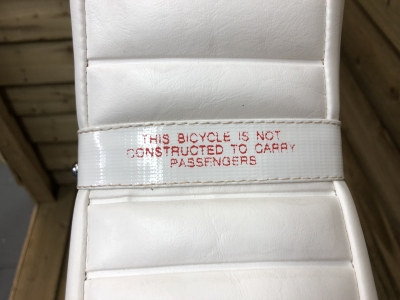 THIS BICYCLE IS NOT
CONSTRUCTED TO CARRY
PASSENGERS